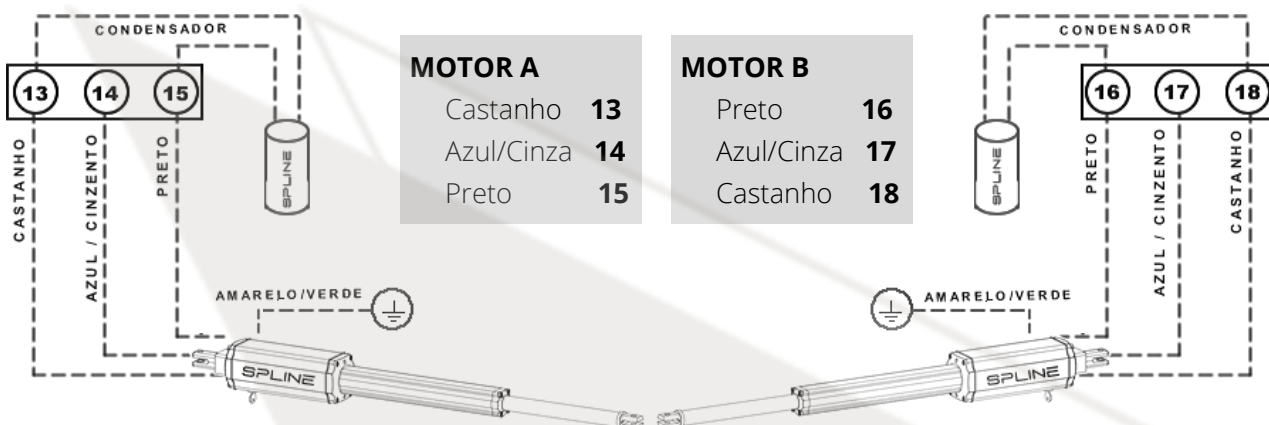 CONDENSADOR
13 14 15
CASTANHO
AZUL / CINZENTO
PRETO
SPLINE
AMARELO/VERDE
SPLINE
MOTOR A
Castanho 13
Azul/Cinza 14
Preto 15
MOTOR B
Preto 16
Azul/Cinza 17
Castanho 18
CONDENSADOR
16 17 18
SPLINE
PRETO
AZUL / CINZENTO
CASTANHO
AMARELO/VERDE
SPLINE